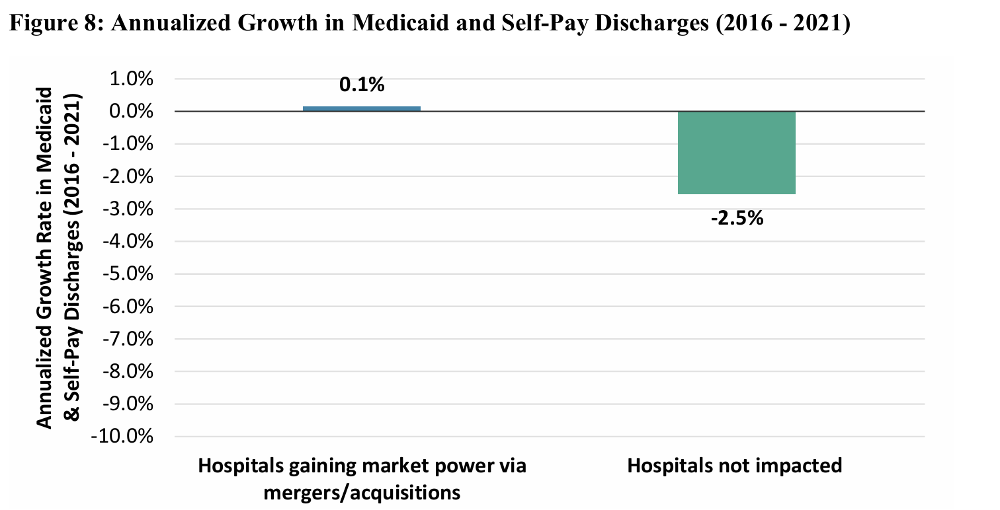 Figure 8: Annualized Growth in Medicaid and Self-Pay Discharges (2016 - 2021)
Annualized Growth Rate in Medicaid
& Self-Pay Discharges (2016 - 2021)
1.0%
0.0%
-1.0%
-2.0%
-3.0%
-4.0%
-5.0%
-6.0%
-7.0%
-8.0%
-9.0%
-10.0%
0.1%
-2.5%
Hospitals gaining market power via
mergers/acquisitions
Hospitals not impacted